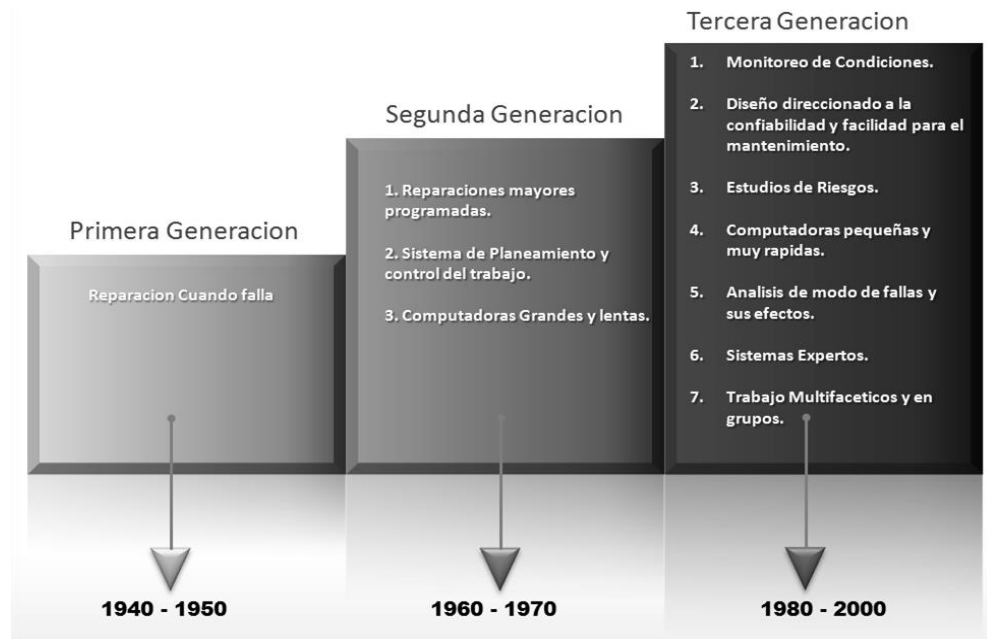 Primera Generacion
Reparacion Cuando falla
1940 - 1950
Segunda Generacion
1. Reparaciones mayores
programadas.
2. Sistema de Planeamiento y
control del trabajo.
3. Computadoras Grandes y lentas.
1960 - 1970
Tercera Generacion
1. Monitoreo de Condiciones.
2. Diseño direccionado a la
confiabilidad y facilidad para el
mantenimiento.
3. Estudios de Riesgos.
4. Computadoras pequeñas y
muy rapidas.
5. Analisis de modo de fallas y
sus efectos.
6. Sistemas Expertos.
7. Trabajo Multifaceticos y en
grupos.
1980 - 2000